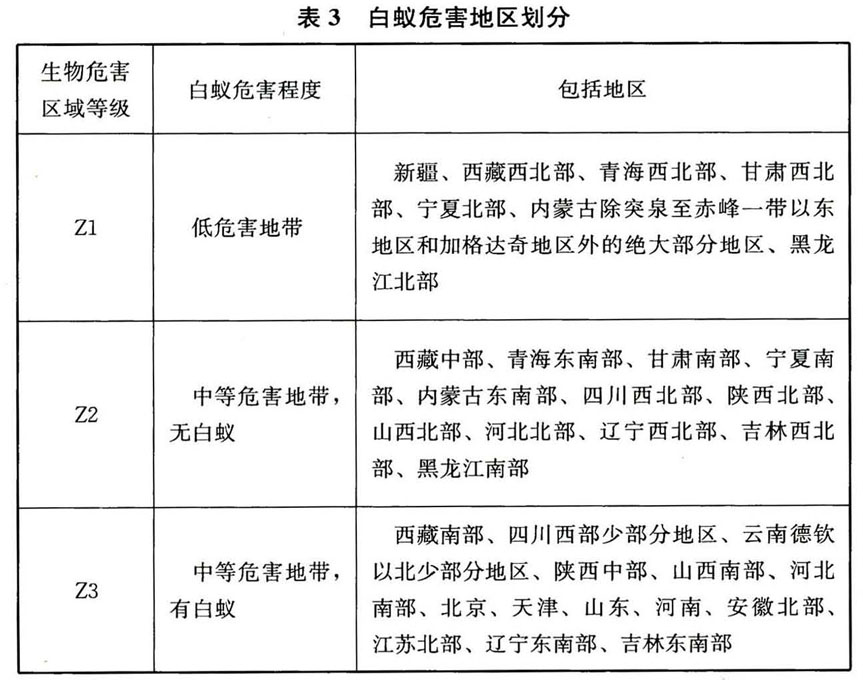 表 3 白蚁危害地区划分
生物危害
区域等级
白蚁危害程度
包括地区
Z1
低危害地带
新疆、西藏西北部、青海西北部、甘肃西北
部、宁夏北部、内蒙古除突泉至赤峰一带以东
地区和加格达奇地区外的绝大部分地区、黑龙
江北部
Z2
中等危害地带，
无白蚁
西藏中部、青海东南部、甘肃南部、宁夏南
部、内蒙古东南部、四川西北部、陕西北部、
山西北部、河北北部、辽宁西北部、吉林西北
部、黑龙江南部
Z3
中等危害地带，
有白蚁
西藏南部、四川西部少部分地区、云南德钦
以北少部分地区、陕西中部、山西南部、河北
南部、北京、天津、山东、河南、安徽北部、
江苏北部、辽宁东南部、吉林东南部